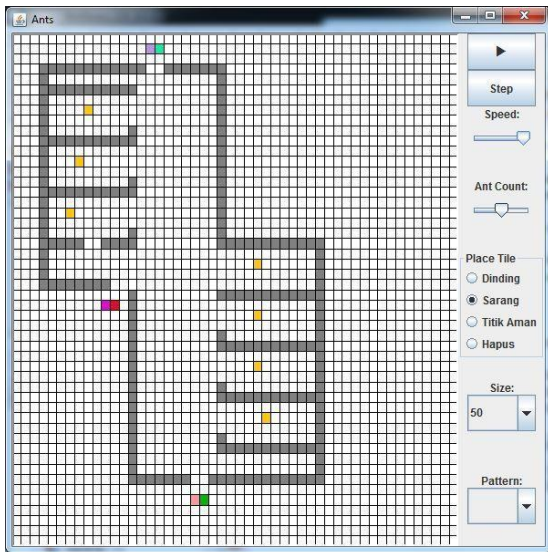 Ants
Step
Speed:
Ant Count:
Place Tile
Dinding
Sarang
Titik Aman
Hapus
Size:
50
Pattern: